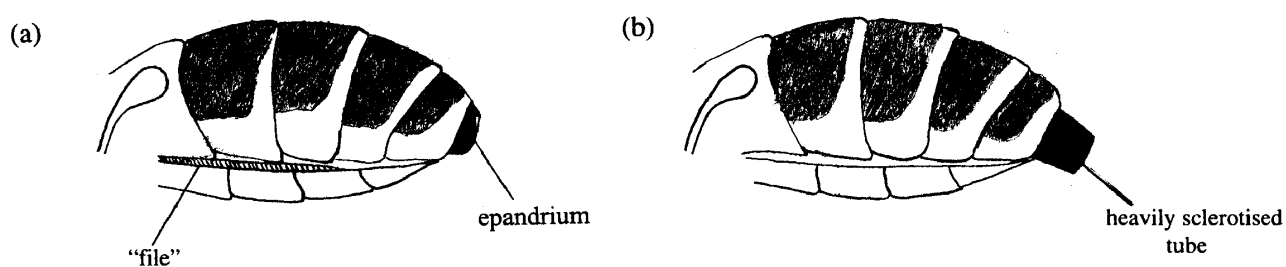 (a)
(b)
epandrium
"file"
heavily sclerotised
tube